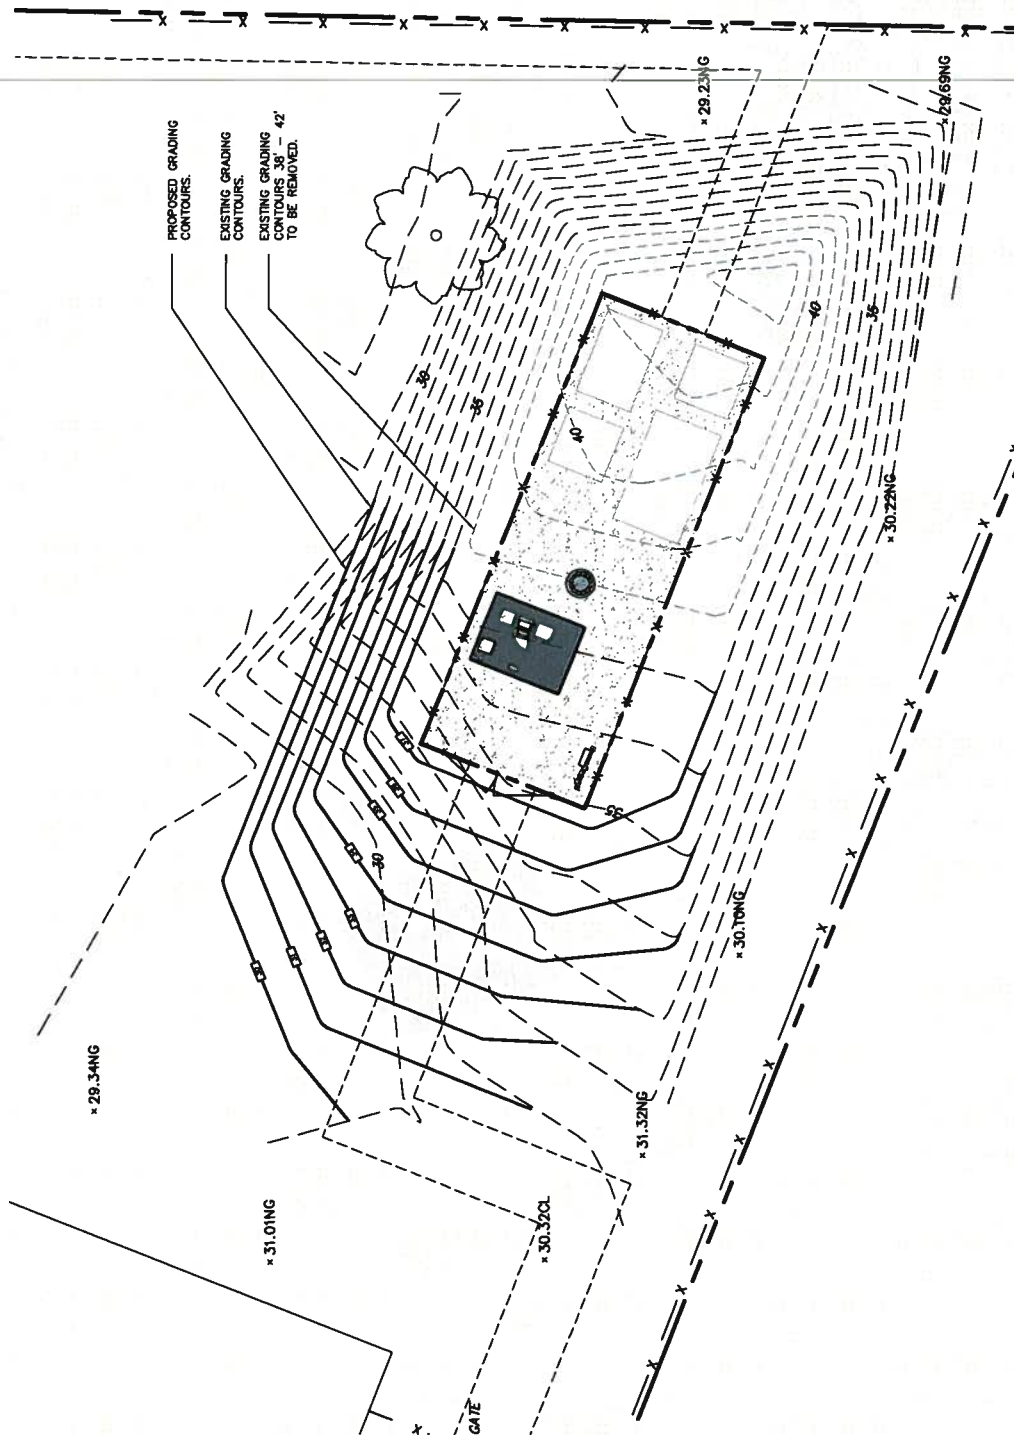 PROPOSED GRADING
CONTOURS.
EXISTING GRADING
CONTOURS.
EXISTING GRADING
CONTOURS 38' - 42'
TO BE REMOVED.
× 29.23NG
× 29.69NG
30
35
40
40
35
× 30.22NG
35
30
× 30.10NG
× 29.34NG
× 31.32NG
× 31.01NG
× 30.32CL
GATE